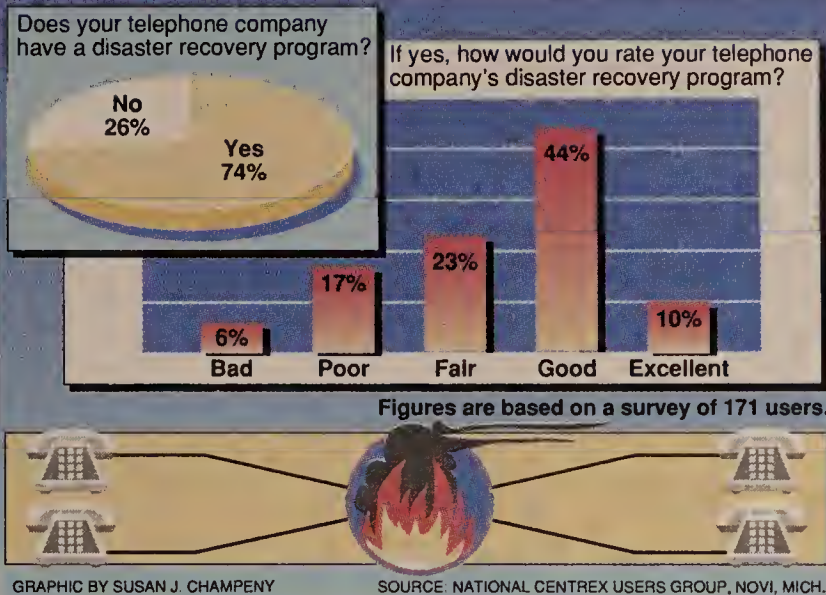 Does your telephone company
have a disaster recovery program?
No
26%
Yes
74%
If yes, how would you rate your telephone
company's disaster recovery program?
6%
17%
23%
44%
10%
Bad
Poor
Fair
Good
Excellent
Figures are based on a survey of 171 users.
GRAPHIC BY SUSAN J. CHAMPENY
SOURCE: NATIONAL CENTREX USERS GROUP, NOVI, MICH.